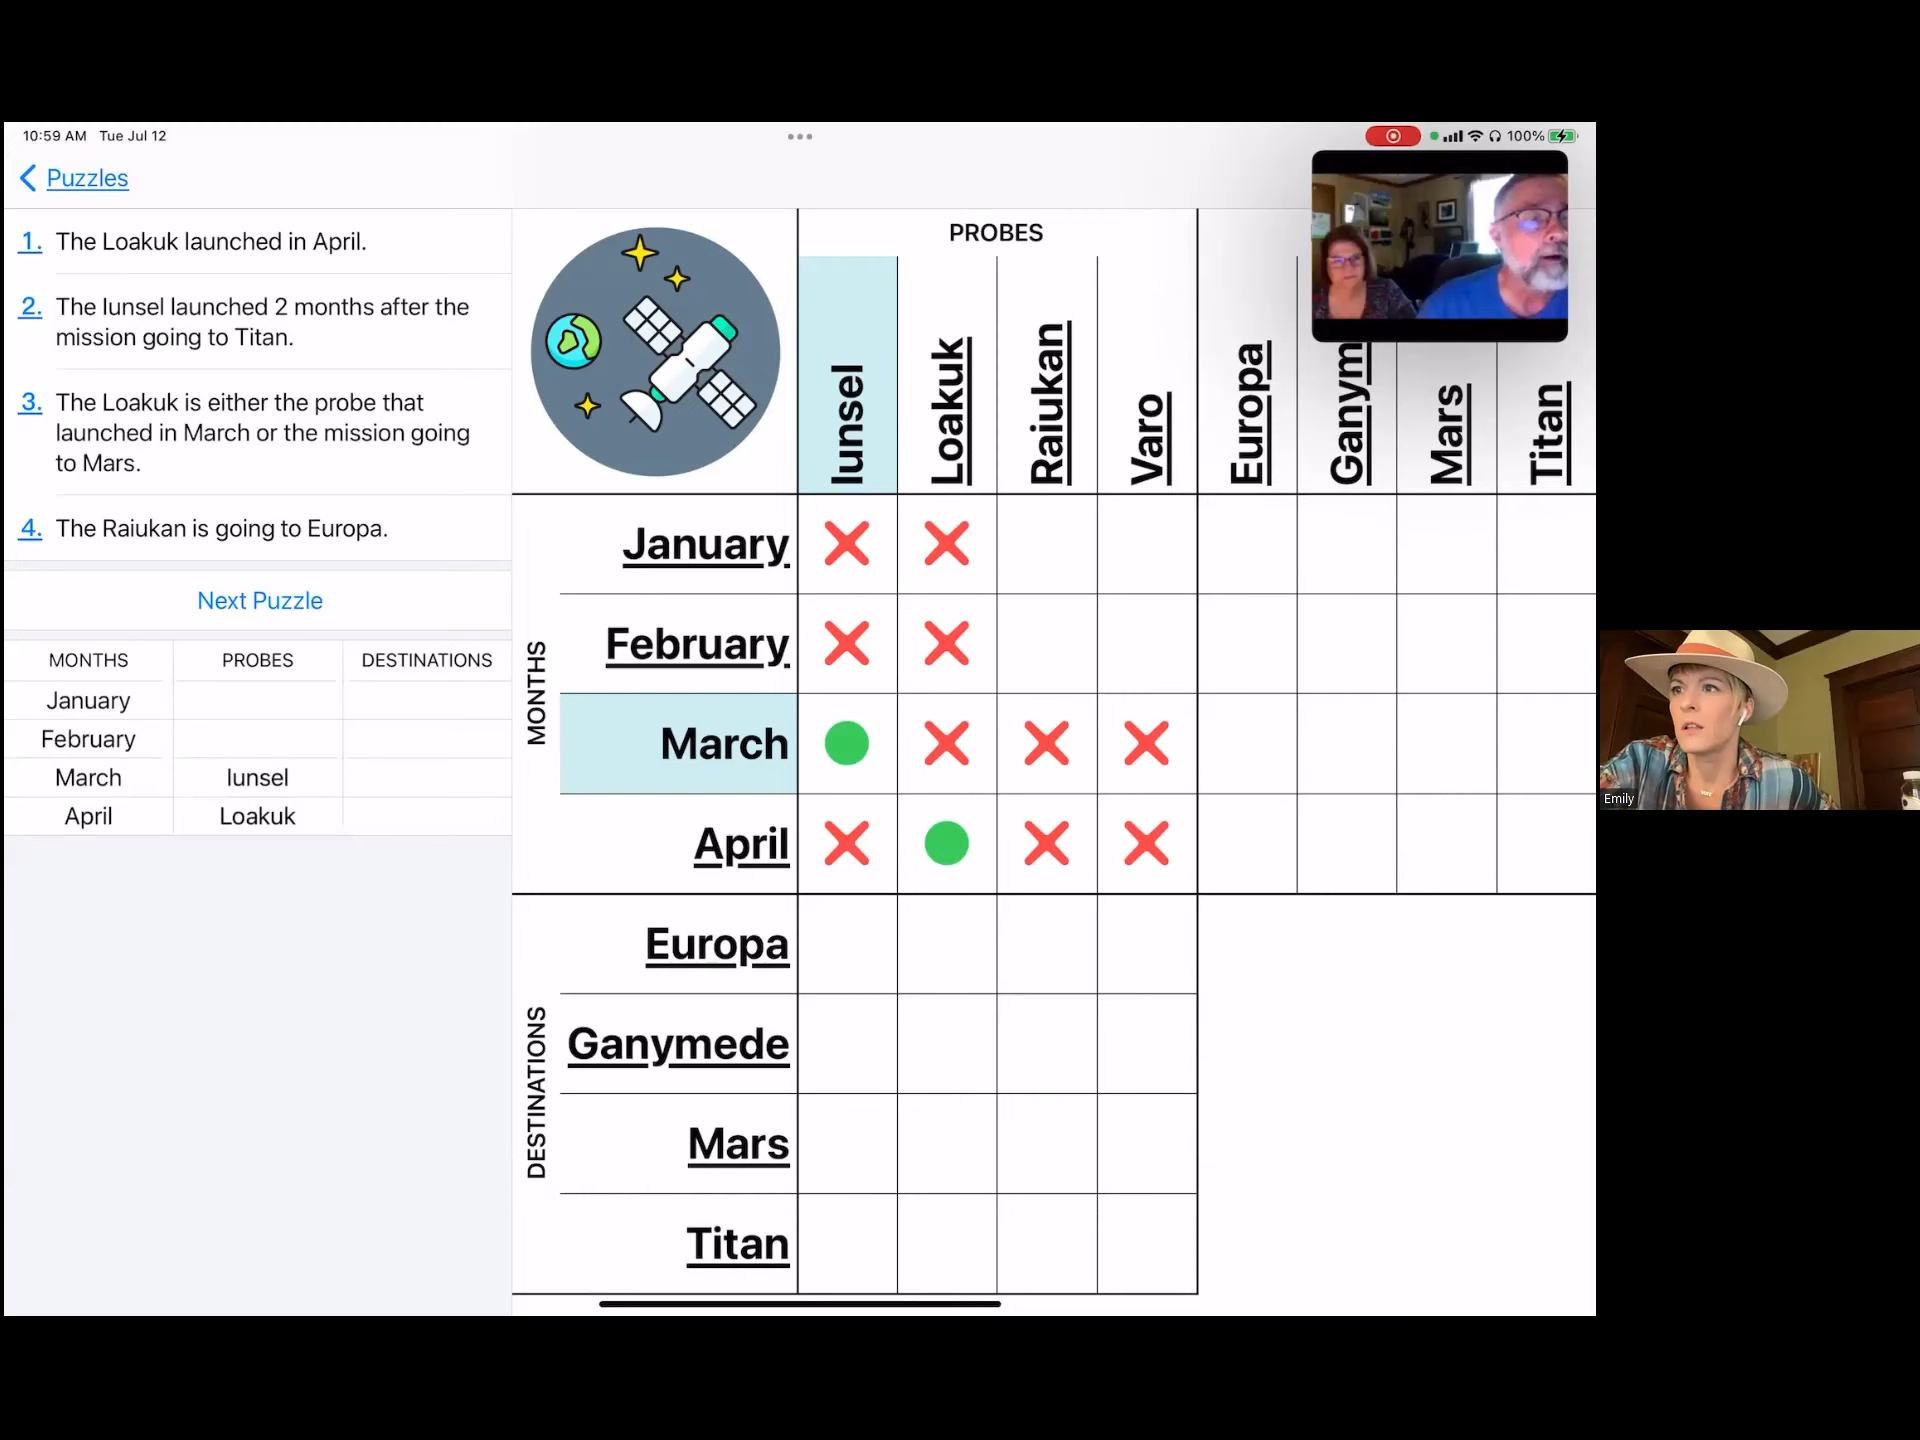 10:59 AM Tue Jul 12
100%
Puzzles
1. The Loakuk launched in April.
2. The Iunsel launched 2 months after the
mission going to Titan.
3. The Loakuk is either the probe that
launched in March or the mission going
to Mars.
4. The Raiukan is going to Europa.
Next Puzzle
MONTHS PROBES DESTINATIONS
January
February
March Iunsel
April Loakuk
PROBES
Iunsel
Loakuk
Raiukan
Varo
Europa
Ganym
Mars
Titan
MONTHS
January
February
March
April
DESTINATIONS
Europa
Ganymede
Mars
Titan
Emily